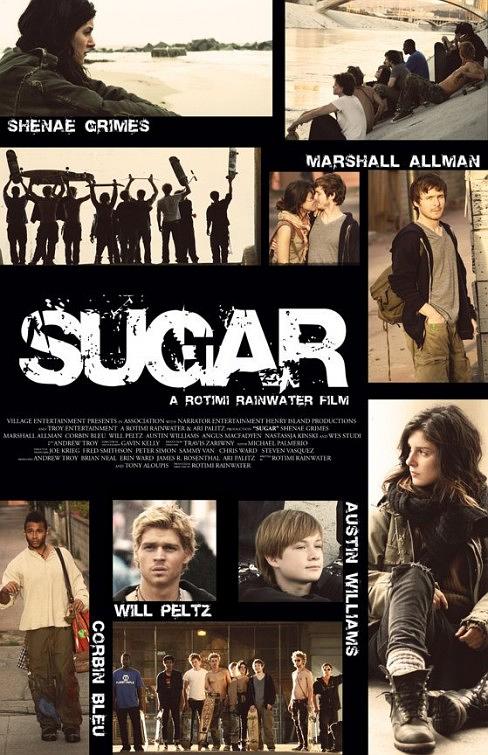 SHENAE GRIMES
MARSHALL ALLMAN
SUGAR
A ROTIMI RAINWATER FILM
VILLAGE ENTERTAINMENT PRESENTS IN ASSOCIATION WITH NARRATOR ENTERTAINMENT HENRY ISLAND PRODUCTIONS
AND TROY ENTERTAINMENT A ROTIMI RAINWATER & ARI PALITZ PRODUCTION "SUGAR" SHENAE GRIMES
MARSHALL ALLMAN CORBIN BLEU WILL PELTZ AUSTIN WILLIAMS ANGUS MACFADYEN NASTASSJA KINSKI AND WES STUDI
ANDREW TROY GAVIN KELLY BY TRAVIS ZARIWNY MICHAEL PALMERIO
JOE KRIEG FRED SMITHSON PETER SIMON SAMMY VAN CHRIS WARD STEVEN VASQUEZ
ANDREW TROY BRIAN NEAL ERIN WARD JAMES R. ROSENTHAL ARI PALITZ ROTIMI RAINWATER
AND TONY ALOUPIS ROTIMI RAINWATER
AUSTIN WILLIAMS
WILL PELTZ
CORBIN BLEU